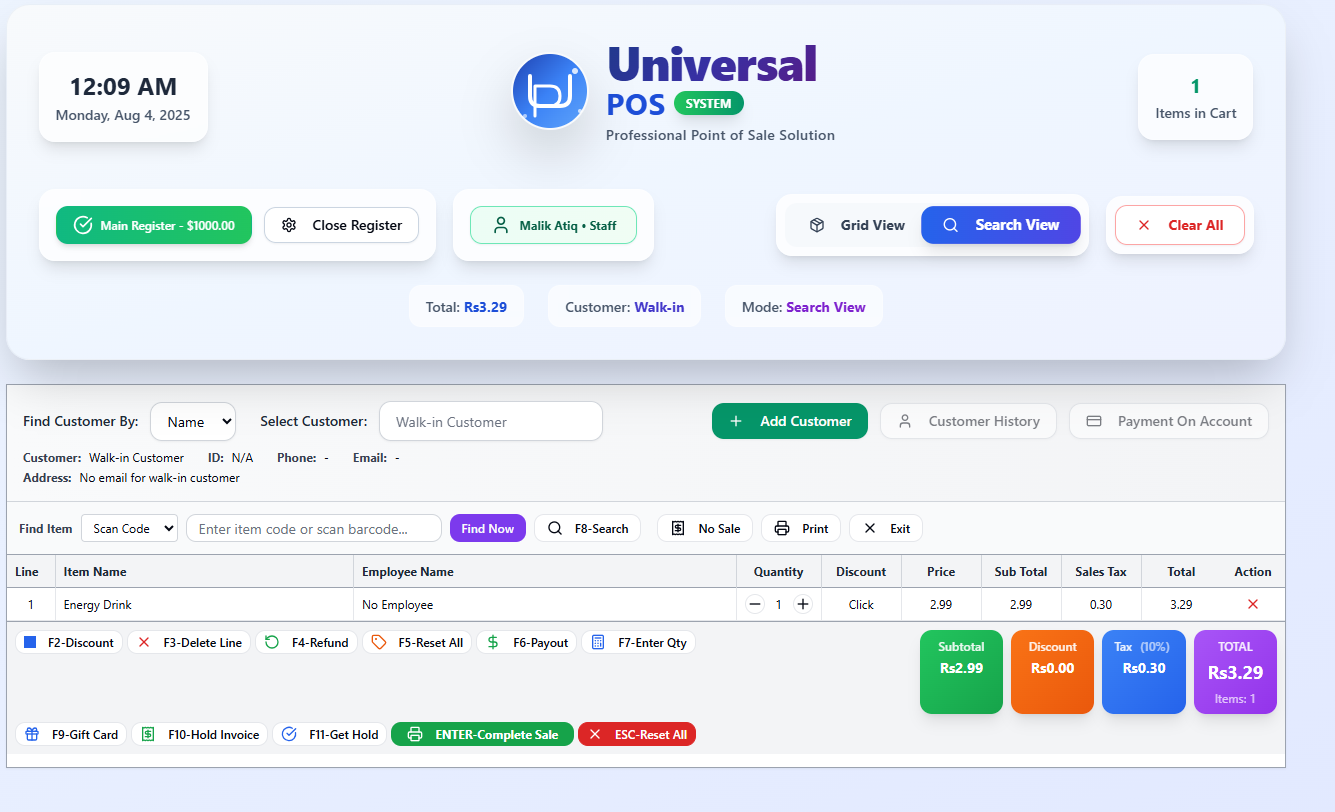 12:09 AM
Monday, Aug 4, 2025
Universal
POS SYSTEM
Professional Point of Sale Solution
1
Items in Cart
Main Register - $1000.00 Close Register Malik Atiq • Staff Grid View Search View Clear All
Total: Rs3.29 Customer: Walk-in Mode: Search View
Find Customer By: Name Select Customer: Walk-in Customer Add Customer Customer History Payment On Account
Customer: Walk-in Customer ID: N/A Phone: - Email: -
Address: No email for walk-in customer
Find Item Scan Code Enter item code or scan barcode... Find Now F8-Search No Sale Print Exit
Line Item Name Employee Name Quantity Discount Price Sub Total Sales Tax Total Action
1 Energy Drink No Employee 1 Click 2.99 2.99 0.30 3.29
F2-Discount F3-Delete Line F4-Refund F5-Reset All F6-Payout F7-Enter Qty
Subtotal Discount Tax (10%) TOTAL
Rs2.99 Rs0.00 Rs0.30 Rs3.29
Items: 1
F9-Gift Card F10-Hold Invoice F11-Get Hold ENTER-Complete Sale ESC-Reset All